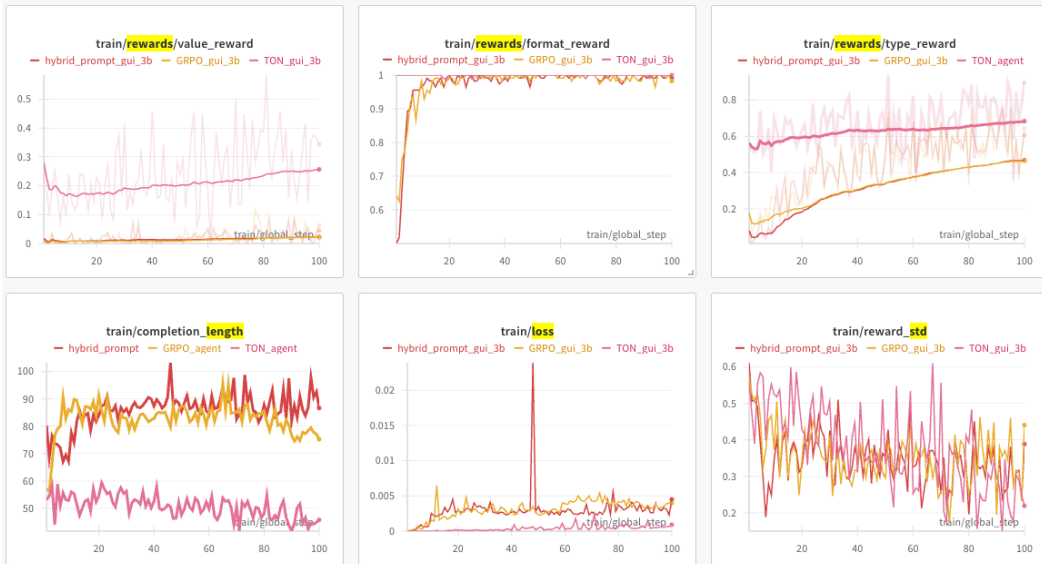 train/rewards/value_reward
hybrid_prompt_gui_3b GRPO_gui_3b TON_gui_3b
0.5
0.4
0.3
0.2
0.1
0
train/global_step
20 40 60 80 100
train/rewards/format_reward
hybrid_prompt_gui_3b GRPO_gui_3b TON_gui_3b
1
0.9
0.8
0.7
0.6
train/global_step
20 40 60 80 100
train/rewards/type_reward
hybrid_prompt_gui_3b GRPO_gui_3b TON_agent
0.8
0.6
0.4
0.2
train/global_step
20 40 60 80 100
train/completion_length
hybrid_prompt GRPO_agent TON_agent
100
90
80
70
60
50
train/global_step
20 40 60 80 100
train/loss
hybrid_prompt_gui_3b GRPO_gui_3b TON_gui_3b
0.02
0.015
0.01
0.005
0
train/global_step
20 40 60 80 100
train/reward_std
hybrid_prompt_gui_3b GRPO_gui_3b TON_gui_3b
0.6
0.5
0.4
0.3
0.2
train/global_step
20 40 60 80 100